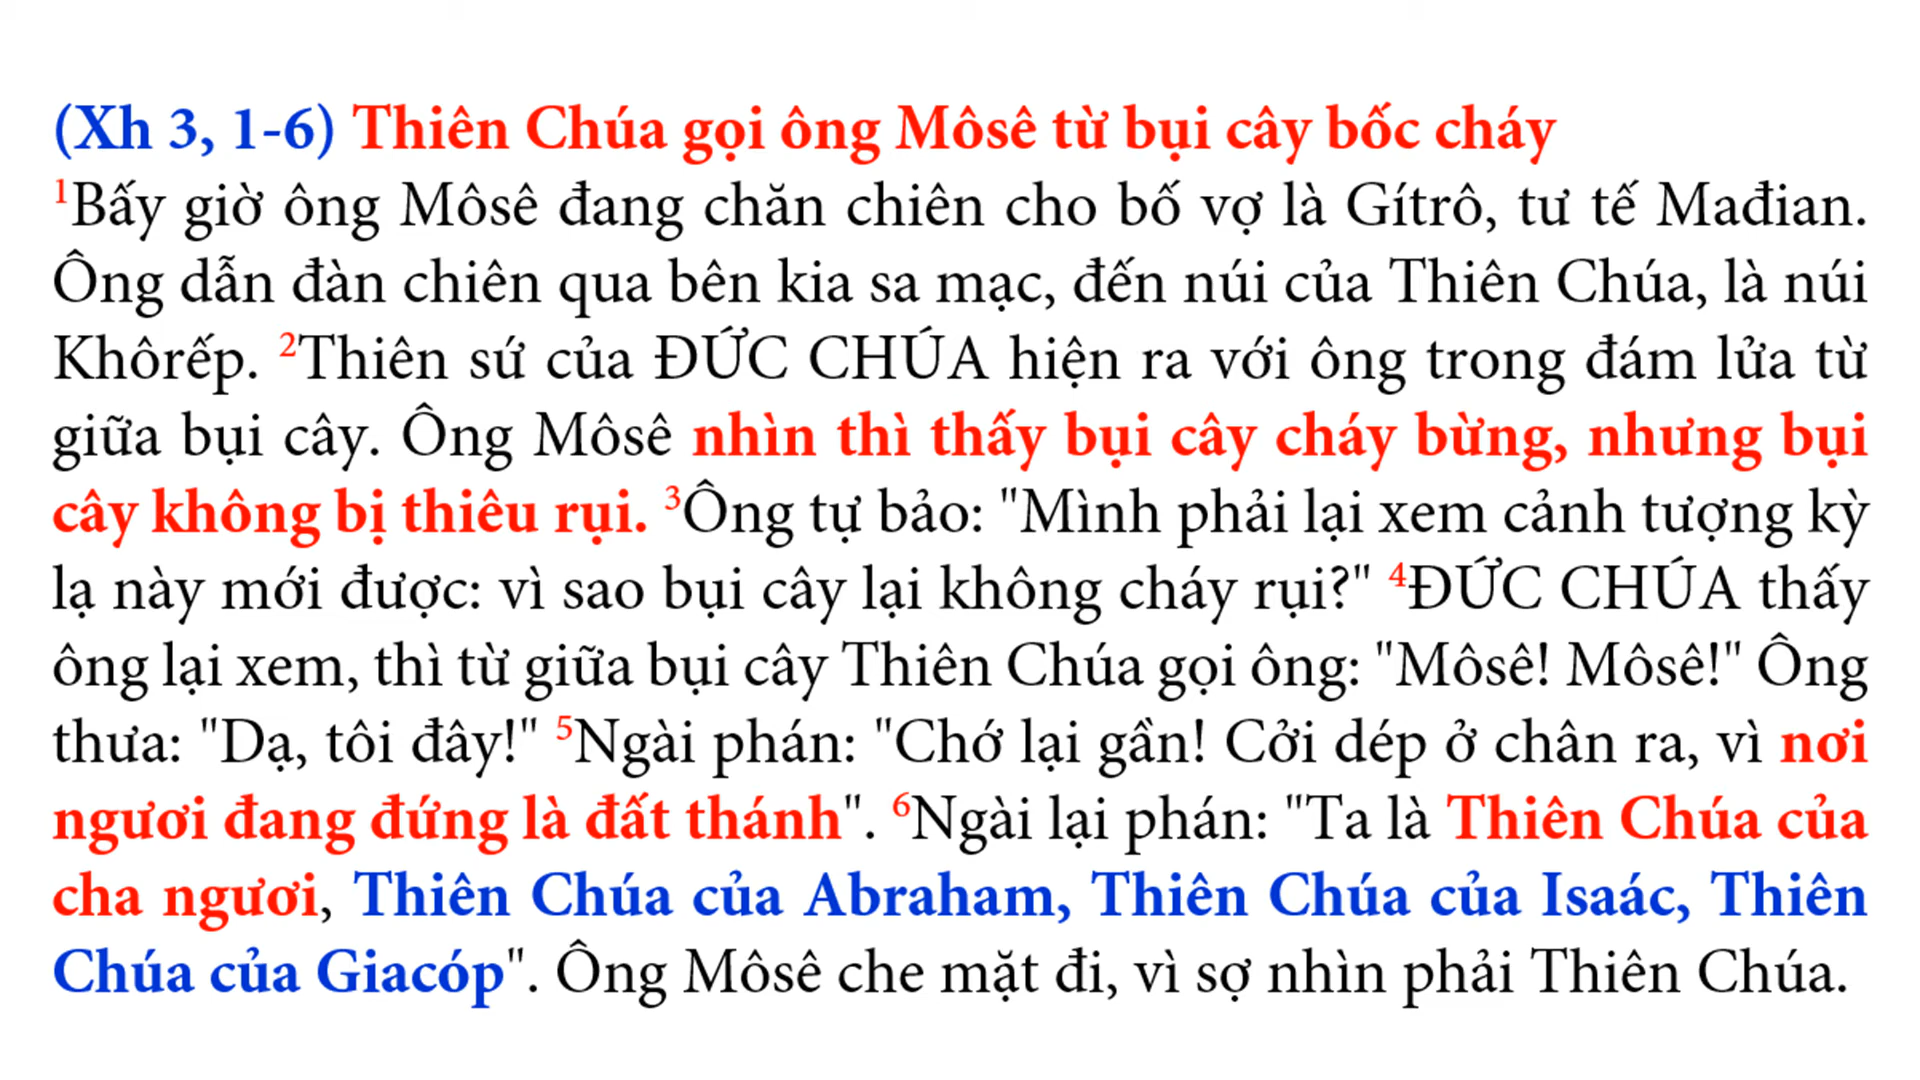 (Xh 3, 1-6) Thiên Chúa gọi ông Môsê từ bụi cây bốc cháy
1Bấy giờ ông Môsê đang chăn chiên cho bố vợ là Gítrô, tư tế Mađian.
Ông dẫn đàn chiên qua bên kia sa mạc, đến núi của Thiên Chúa, là núi
Khôrếp. 2Thiên sứ của ĐỨC CHÚA hiện ra với ông trong đám lửa từ
giữa bụi cây. Ông Môsê nhìn thì thấy bụi cây cháy bừng, nhưng bụi
cây không bị thiêu rụi. 3Ông tự bảo: "Mình phải lại xem cảnh tượng kỳ
lạ này mới được: vì sao bụi cây lại không cháy rụi?" 4ĐỨC CHÚA thấy
ông lại xem, thì từ giữa bụi cây Thiên Chúa gọi ông: "Môsê! Môsê!" Ông
thưa: "Dạ, tôi đây!" 5Ngài phán: "Chớ lại gần! Cởi dép ở chân ra, vì nơi
ngươi đang đứng là đất thánh". 6Ngài lại phán: "Ta là Thiên Chúa của
cha ngươi, Thiên Chúa của Abraham, Thiên Chúa của Isaác, Thiên
Chúa của Giacóp". Ông Môsê che mặt đi, vì sợ nhìn phải Thiên Chúa.